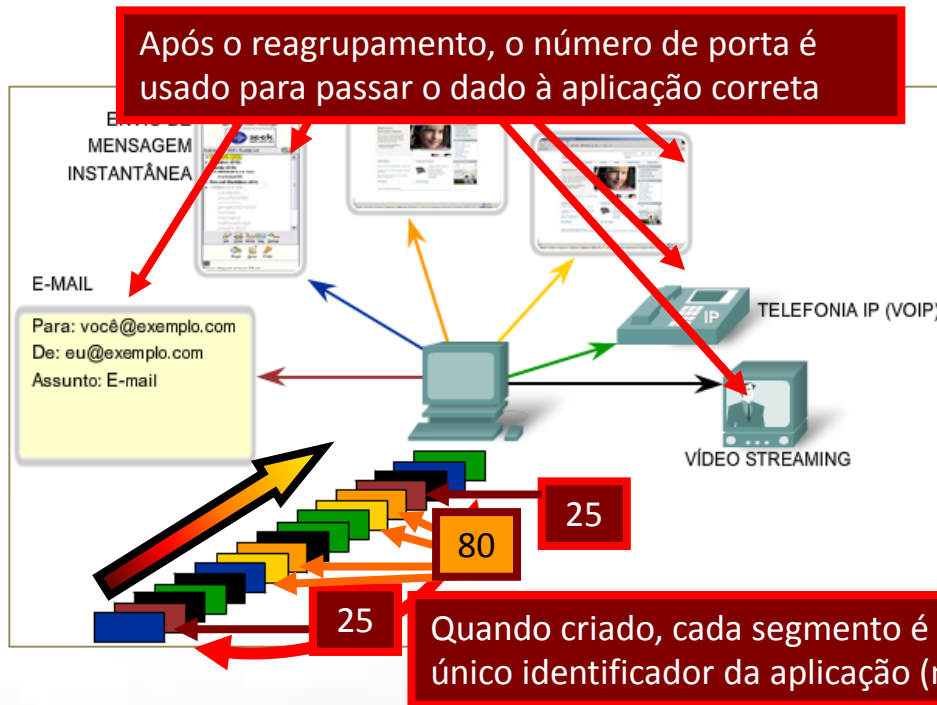 Após o reagrupamento, o número de porta é
usado para passar o dado à aplicação correta
MENSAGEM
INSTANTÂNEA
E-MAIL
Para: você@exemplo.com
De: eu@exemplo.com
Assunto: E-mail
IP
TELEFONIA IP (VOIP)
VÍDEO STREAMING
25
80
25
Quando criado, cada segmento é
único identificador da aplicação (